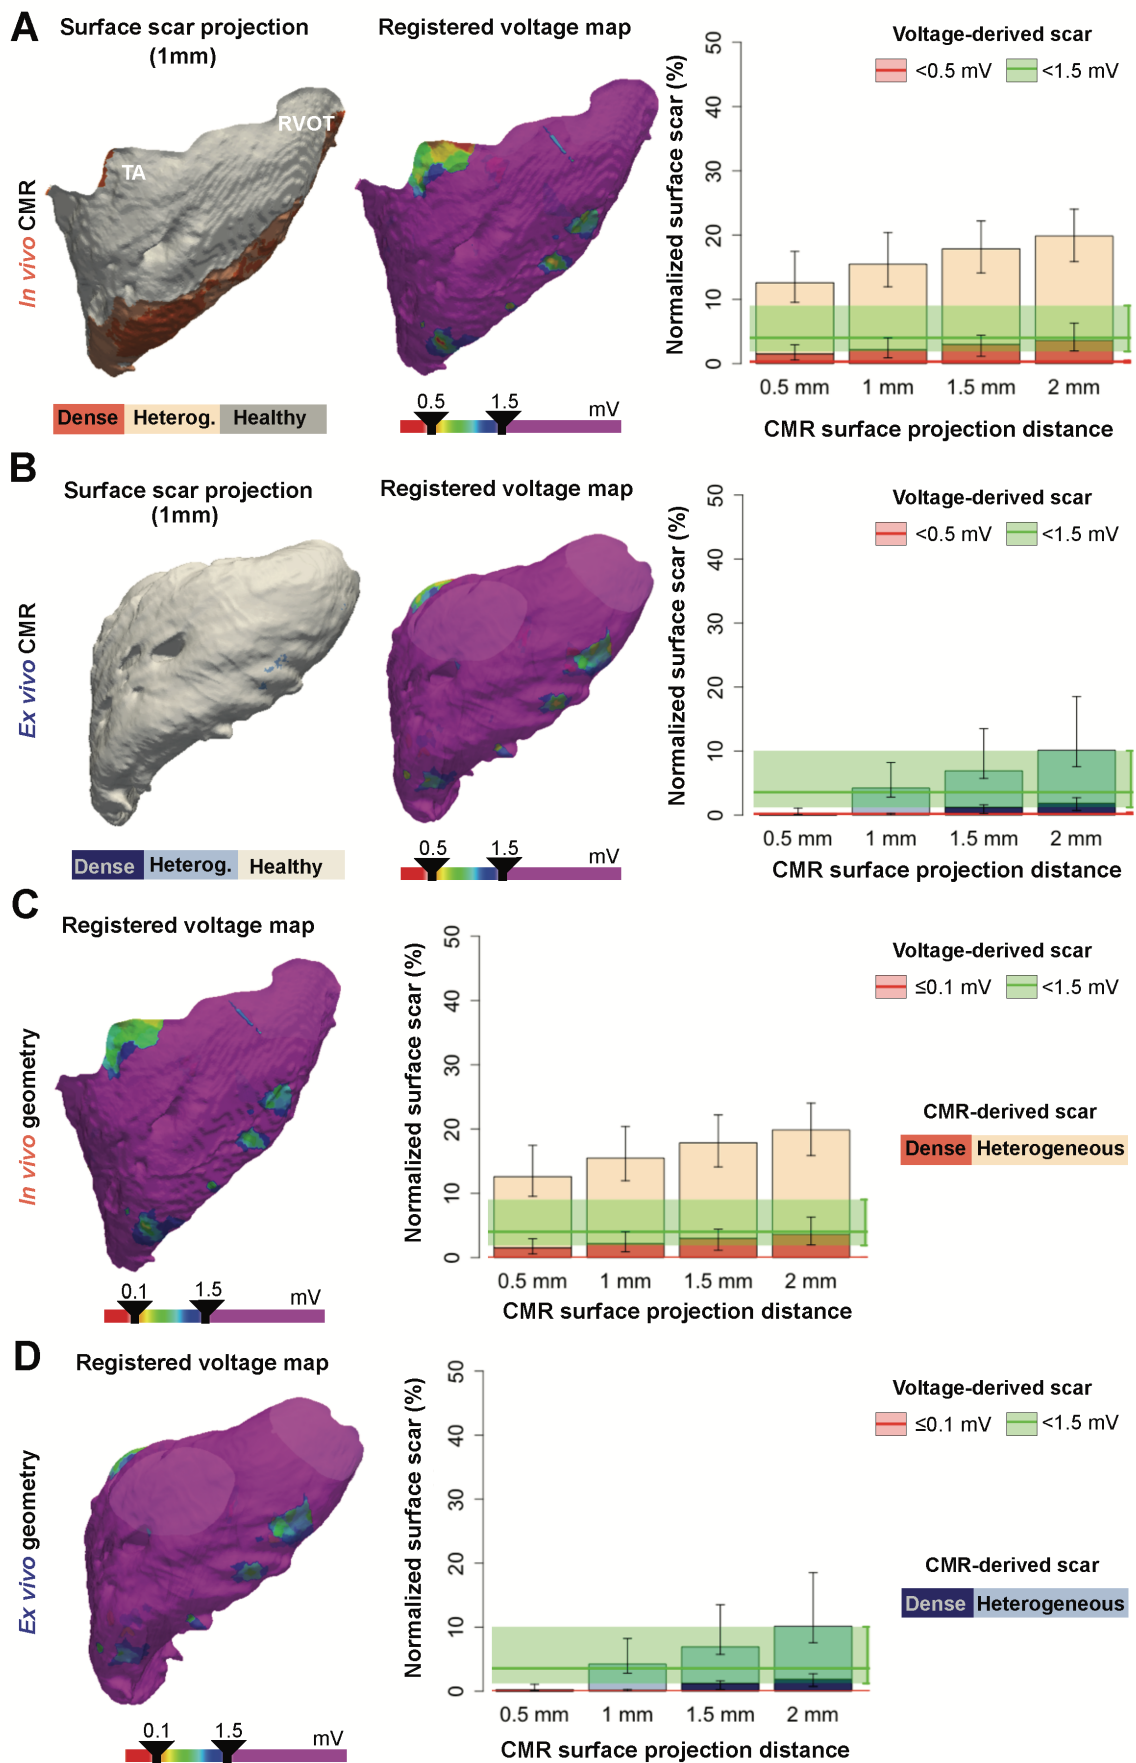 A
Surface scar projection
(1mm)
Registered voltage map
Voltage-derived scar
<0.5 mV
<1.5 mV
In vivo CMR
TA
RVOT
Dense
Heterog.
Healthy
0.5
1.5
mV
Normalized surface scar (%)
50
40
30
20
10
0
0.5 mm
1 mm
1.5 mm
2 mm
CMR surface projection distance
B
Surface scar projection
(1mm)
Registered voltage map
Voltage-derived scar
<0.5 mV
<1.5 mV
Ex vivo CMR
Dense
Heterog.
Healthy
0.5
1.5
mV
Normalized surface scar (%)
50
40
30
20
10
0
0.5 mm
1 mm
1.5 mm
2 mm
CMR surface projection distance
C
Registered voltage map
In vivo geometry
0.1
1.5
mV
Normalized surface scar (%)
50
40
30
20
10
0
0.5 mm
1 mm
1.5 mm
2 mm
CMR surface projection distance
Voltage-derived scar
≤0.1 mV
<1.5 mV
CMR-derived scar
Dense
Heterogeneous
D
Registered voltage map
Ex vivo geometry
0.1
1.5
mV
Normalized surface scar (%)
50
40
30
20
10
0
0.5 mm
1 mm
1.5 mm
2 mm
CMR surface projection distance
Voltage-derived scar
≤0.1 mV
<1.5 mV
CMR-derived scar
Dense
Heterogeneous